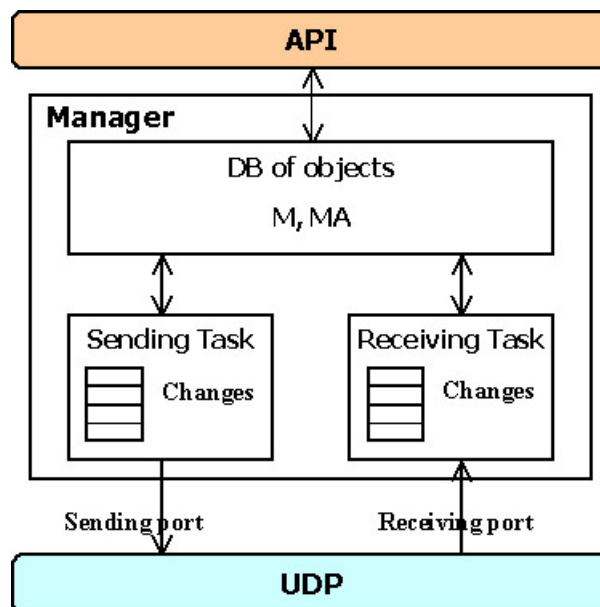 API
Manager
DB of objects
M, MA
Sending Task
Changes
Receiving Task
Changes
Sending port
Receiving port
UDP